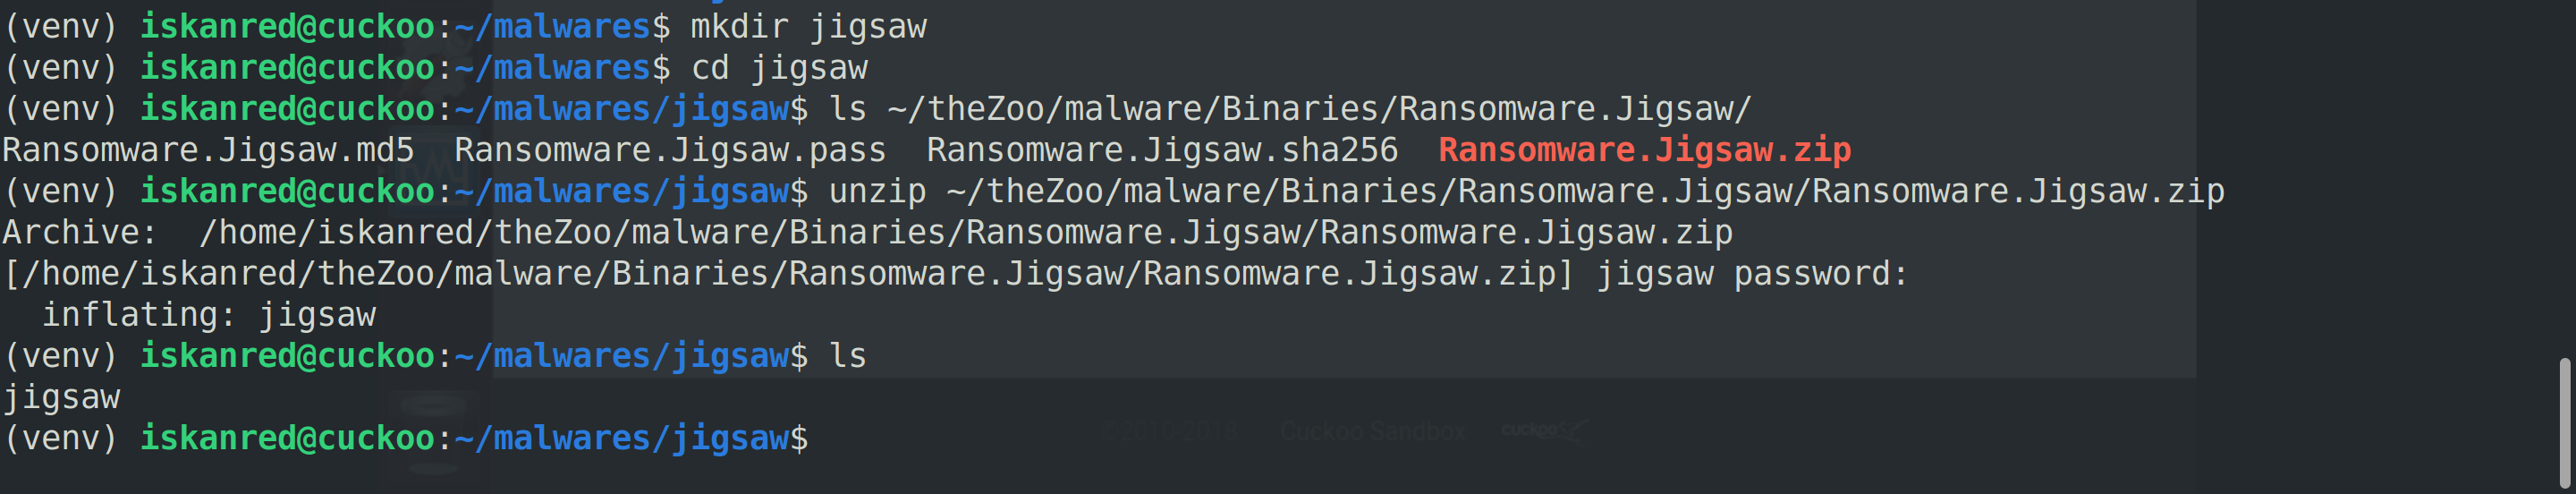 (venv) iskanred@cuckoo:~/malwares$ mkdir jigsaw
(venv) iskanred@cuckoo:~/malwares$ cd jigsaw
(venv) iskanred@cuckoo:~/malwares/jigsaw$ ls ~/theZoo/malware/Binaries/Ransomware.Jigsaw/
Ransomware.Jigsaw.md5  Ransomware.Jigsaw.pass  Ransomware.Jigsaw.sha256  Ransomware.Jigsaw.zip
(venv) iskanred@cuckoo:~/malwares/jigsaw$ unzip ~/theZoo/malware/Binaries/Ransomware.Jigsaw/Ransomware.Jigsaw.zip
Archive:  /home/iskanred/theZoo/malware/Binaries/Ransomware.Jigsaw/Ransomware.Jigsaw.zip
[/home/iskanred/theZoo/malware/Binaries/Ransomware.Jigsaw/Ransomware.Jigsaw.zip] jigsaw password:
  inflating: jigsaw
(venv) iskanred@cuckoo:~/malwares/jigsaw$ ls
jigsaw
(venv) iskanred@cuckoo:~/malwares/jigsaw$
©2010-2018 Cuckoo Sandbox cuckoo